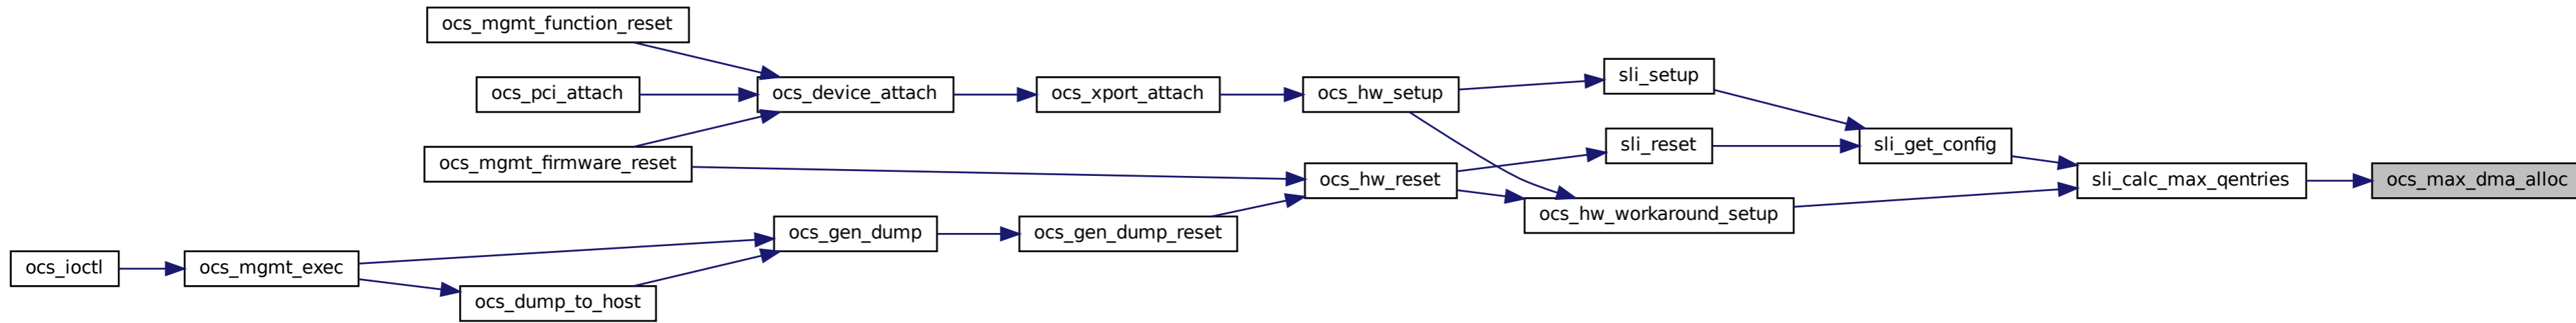 ocs_mgmt_function_reset
ocs_pci_attach
ocs_device_attach
ocs_xport_attach
ocs_hw_setup
sli_setup
ocs_mgmt_firmware_reset
ocs_hw_reset
sli_reset
sli_get_config
sli_calc_max_qentries
ocs_max_dma_alloc
ocs_hw_workaround_setup
ocs_gen_dump
ocs_gen_dump_reset
ocs_ioctl
ocs_mgmt_exec
ocs_dump_to_host